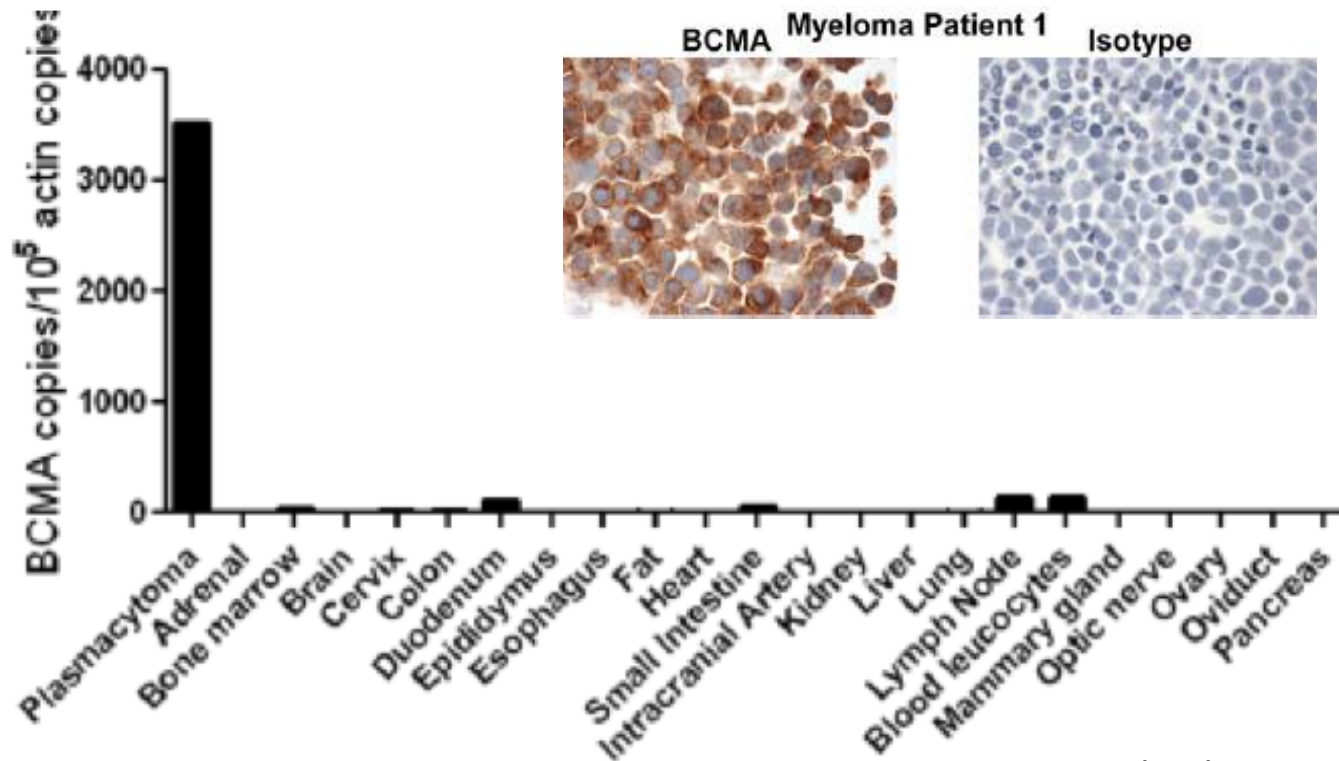 Myeloma Patient 1
BCMA
Isotype
BCMA copies/10⁵ actin copies
4000
3000
2000
1000
0
Plasmacytoma
Adrenal
Bone marrow
Brain
Cervix
Colon
Duodenum
Epididymus
Esophagus
Fat
Heart
Small Intestine
Intracranial Artery
Kidney
Liver
Lung
Lymph Node
Blood leucocytes
Mammary gland
Optic nerve
Ovary
Oviduct
Pancreas